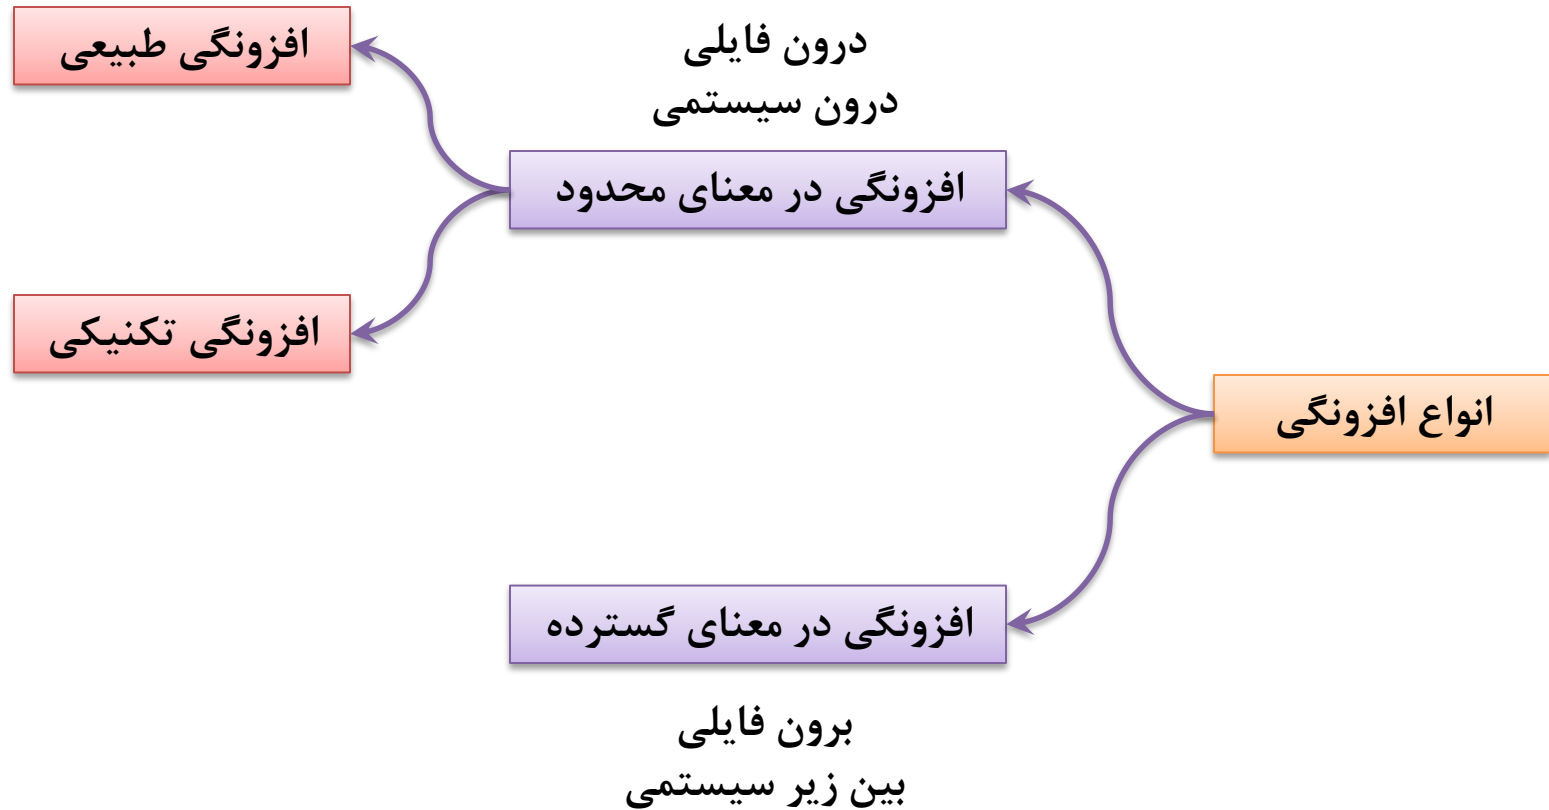 درون فایلی
درون سیستمی
افزونگی طبیعی
افزونگی در معنای محدود
افزونگی تکنیکی
انواع افزونگی
افزونگی در معنای گسترده
برون فایلی
بین زیر سیستمی